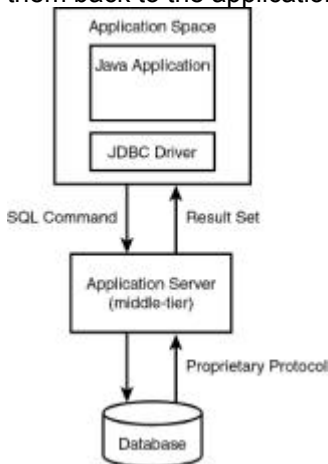 them back to the application
Application Space
Java Application
JDBC Driver
SQL Command
Result Set
Application Server
(middle-tier)
Proprietary Protocol
Database